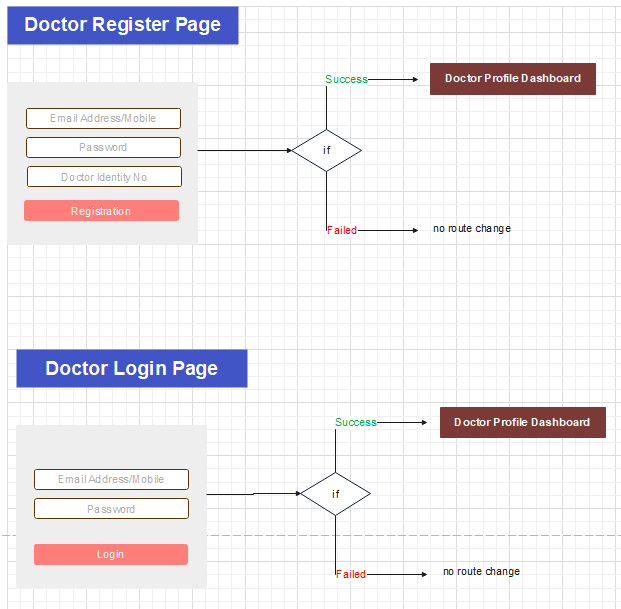 Doctor Register Page
Success
Doctor Profile Dashboard
Email Address/Mobile
Password
if
Doctor Identity No
Registration
Failed
no route change
Doctor Login Page
Success
Doctor Profile Dashboard
Email Address/Mobile
if
Password
Login
Failed
no route change